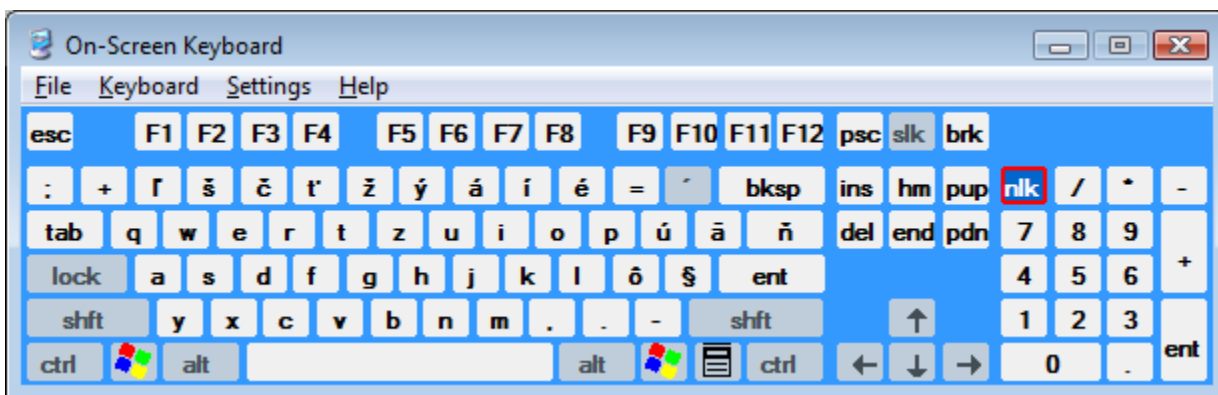 On-Screen Keyboard
File Keyboard Settings Help
esc F1 F2 F3 F4 F5 F6 F7 F8 F9 F10 F11 F12 psc slk brk
; + ľ š č ť ž ý á í é = ´ bksp ins hm pup nlk / * -
tab q w e r t z u i o p ú ä ň del end pdn 7 8 9 +
lock a s d f g h j k l ô § ent 4 5 6
shft y x c v b n m , . - shft ↑ 1 2 3 ent
ctrl alt alt ctrl ← ↓ → 0 .